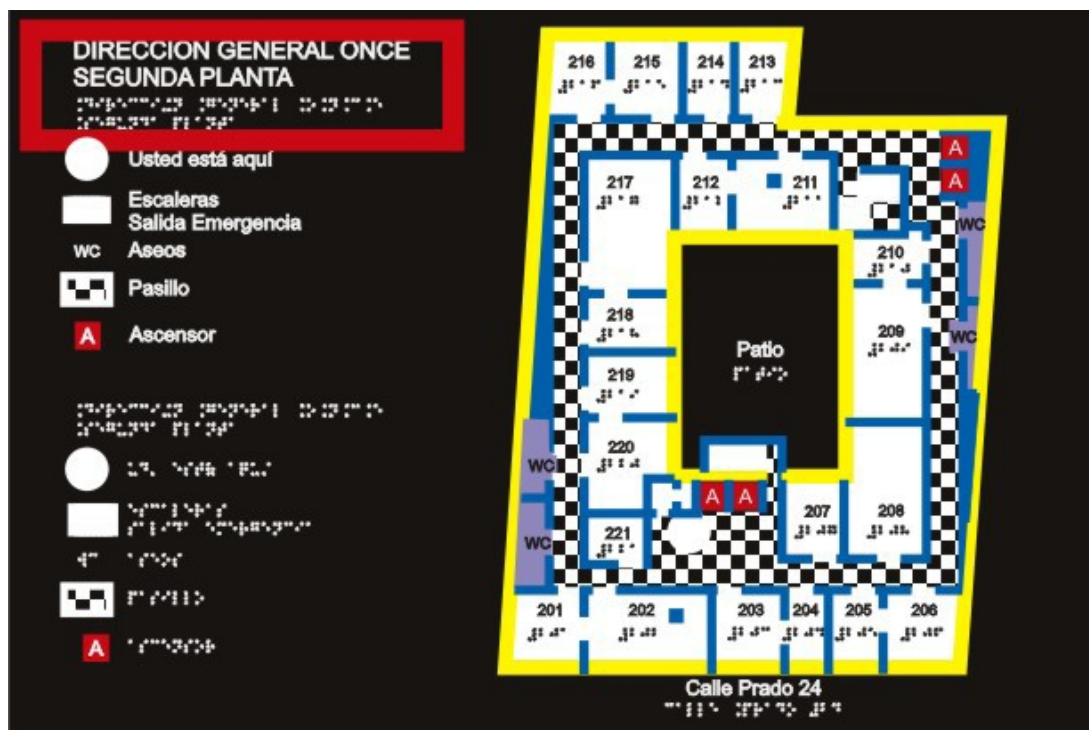 DIRECCION GENERAL ONCE
SEGUNDA PLANTA
Usted está aquí
Escaleras
Salida Emergencia
WC Aseos
Pasillo
A Ascensor
A
216 215 214 213
A
A
217 212 211
WC
210
218 209
WC
Patio
219
220
WC
A A
207 208
221
WC
201 202 203 204 205 206
Calle Prado 24